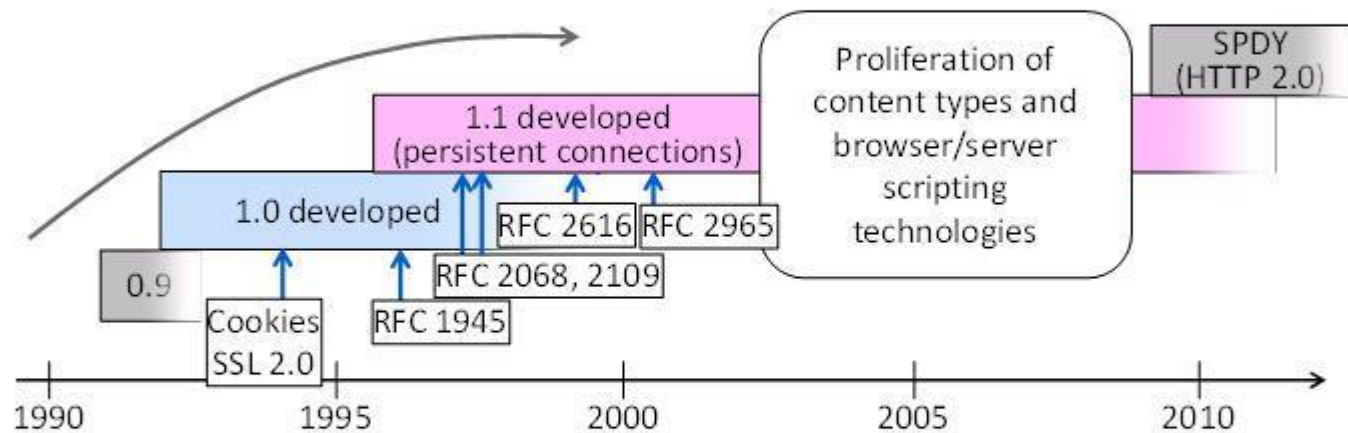 SPDY
(HTTP 2.0)
Proliferation of
content types and
browser/server
scripting
technologies
1.1 developed
(persistent connections)
1.0 developed
RFC 2616
RFC 2965
0.9
RFC 2068, 2109
Cookies
SSL 2.0
RFC 1945
1990
1995
2000
2005
2010